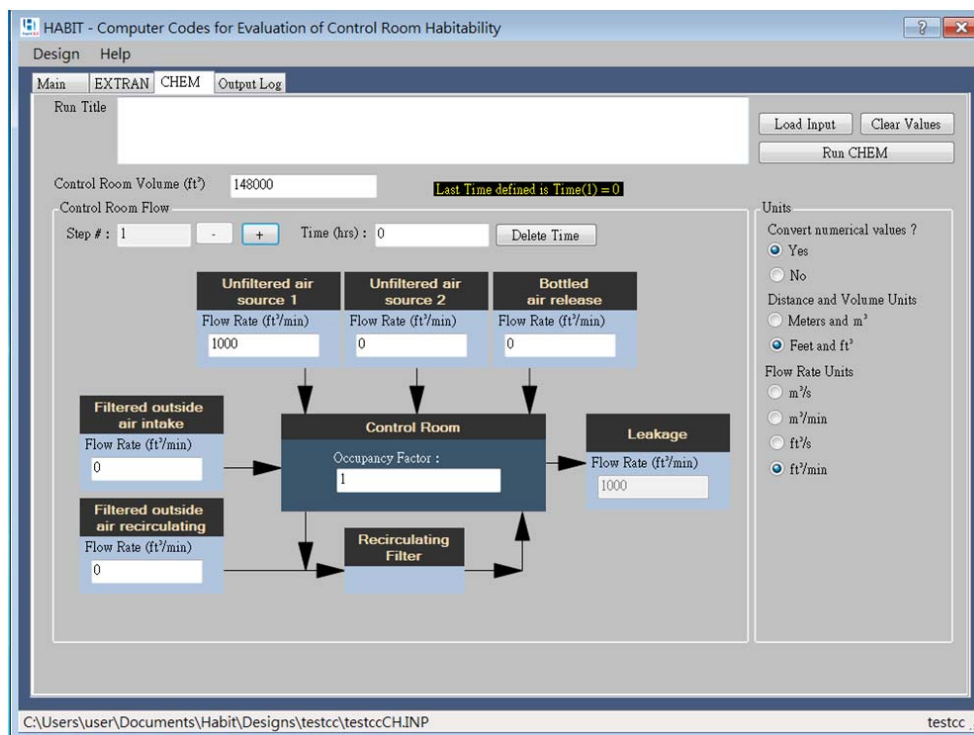 HABIT - Computer Codes for Evaluation of Control Room Habitability
Design Help
Main EXTRAN CHEM Output Log
Run Title
Load Input Clear Values
Run CHEM
Control Room Volume (ft³) 148000
Last Time defined is Time(1) = 0
Control Room Flow
Step # : 1 - + Time (hrs) : 0 Delete Time
Unfiltered air
source 1
Flow Rate (ft³/min)
1000
Unfiltered air
source 2
Flow Rate (ft³/min)
0
Bottled
air release
Flow Rate (ft³/min)
0
Filtered outside
air intake
Flow Rate (ft³/min)
0
Control Room
Occupancy Factor :
1
Leakage
Flow Rate (ft³/min)
1000
Filtered outside
air recirculating
Flow Rate (ft³/min)
0
Recirculating
Filter
Units
Convert numerical values ?
Yes
No
Distance and Volume Units
Meters and m³
Feet and ft³
Flow Rate Units
m³/s
m³/min
ft³/s
ft³/min
C:\Users\user\Documents\Habit\Designs\testcc\testccCH.INP testcc